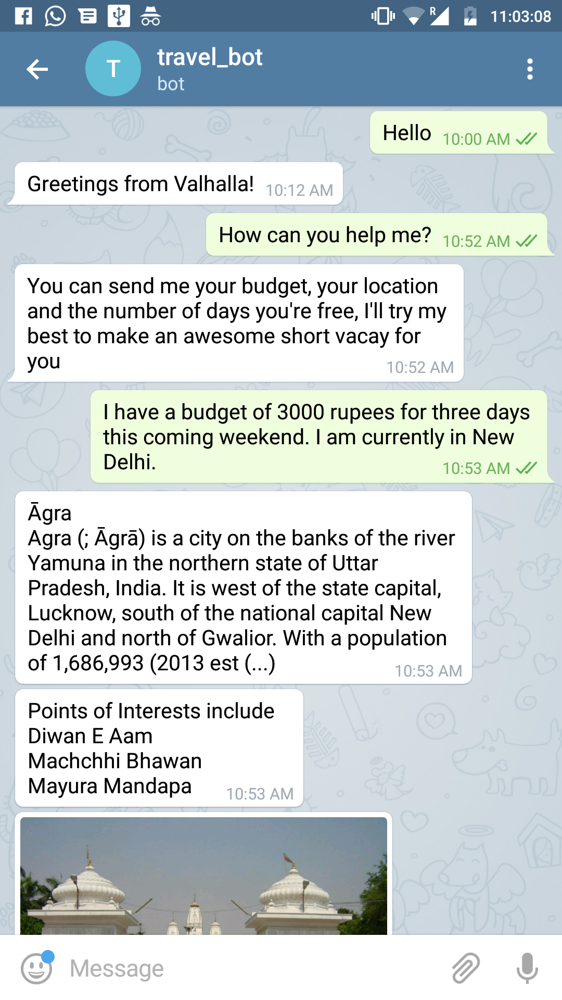 R 11:03:08
T travel_bot
bot
Hello 10:00 AM
Greetings from Valhalla! 10:12 AM
How can you help me? 10:52 AM
You can send me your budget, your location
and the number of days you're free, I'll try my
best to make an awesome short vacay for
you 10:52 AM
I have a budget of 3000 rupees for three days
this coming weekend. I am currently in New
Delhi. 10:53 AM
Āgra
Agra (; Āgrā) is a city on the banks of the river
Yamuna in the northern state of Uttar
Pradesh, India. It is west of the state capital,
Lucknow, south of the national capital New
Delhi and north of Gwalior. With a population
of 1,686,993 (2013 est (...) 10:53 AM
Points of Interests include
Diwan E Aam
Machchhi Bhawan
Mayura Mandapa 10:53 AM
Message